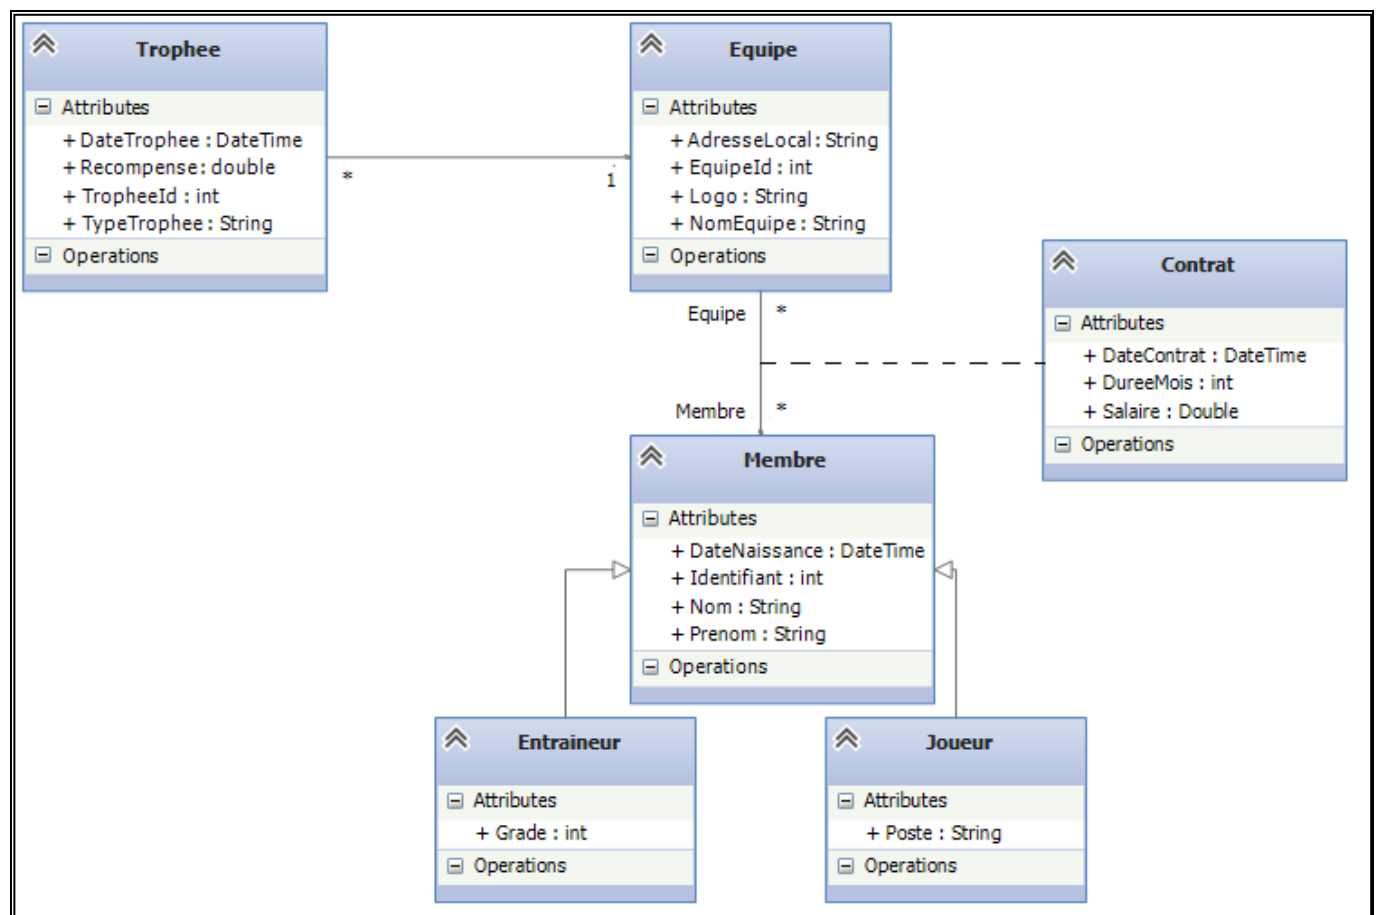 Trophee
Attributes
+ DateTrophee : DateTime
+ Recompense : double
+ TropheeId : int
+ TypeTrophee : String
Operations
*
1
Equipe
Attributes
+ AdresseLocal : String
+ EquipeId : int
+ Logo : String
+ NomEquipe : String
Operations
Equipe
*
Membre
*
Contrat
Attributes
+ DateContrat : DateTime
+ DureeMois : int
+ Salaire : Double
Operations
Membre
Attributes
+ DateNaissance : DateTime
+ Identifiant : int
+ Nom : String
+ Prenom : String
Operations
Entraineur
Attributes
+ Grade : int
Operations
Joueur
Attributes
+ Poste : String
Operations